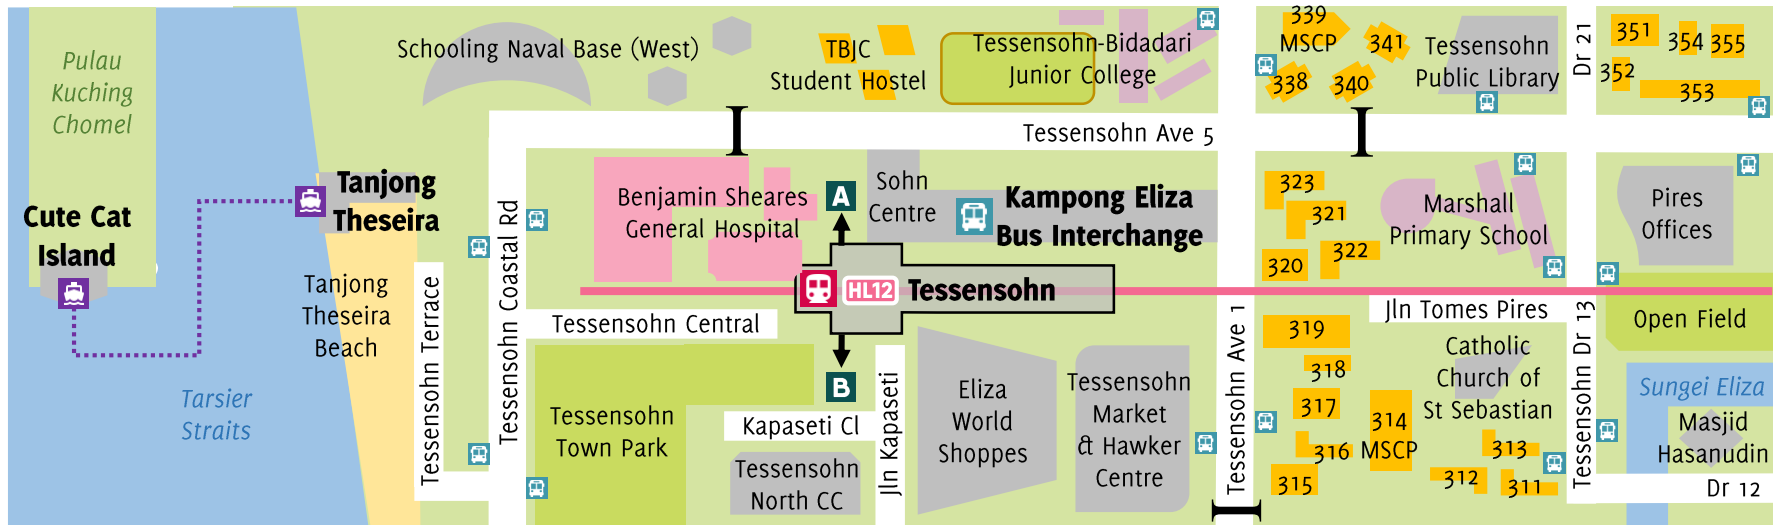 Pulau
Kuching
Chomel
Cute Cat
Island
Tarsier
Straits
Tanjong
Theseira
Tanjong
Theseira
Beach
Tessensohn Terrace
Tessensohn Coastal Rd
Schooling Naval Base (West)
TBJC
Student Hostel
Tessensohn-Bidadari
Junior College
Tessensohn Ave 5
Benjamin Sheares
General Hospital
A
Sohn
Centre
Kampong Eliza
Bus Interchange
HL12
Tessensohn
Tessensohn Central
B
Tessensohn
Town Park
Kapaseti Cl
Tessensohn
North CC
Jln Kapaseti
Eliza
World
Shoppes
Tessensohn
Market
& Hawker
Centre
Tessensohn Ave 1
339
MSCP
341
338
340
Tessensohn
Public Library
Dr 21
351
354
355
352
353
323
321
322
320
Marshall
Primary School
Pires
Offices
Jln Tomes Pires
319
318
317
316
315
314
MSCP
Catholic
Church of
St Sebastian
313
312
311
Tessensohn Dr 13
Open Field
Sungei Eliza
Masjid
Hasanudin
Dr 12